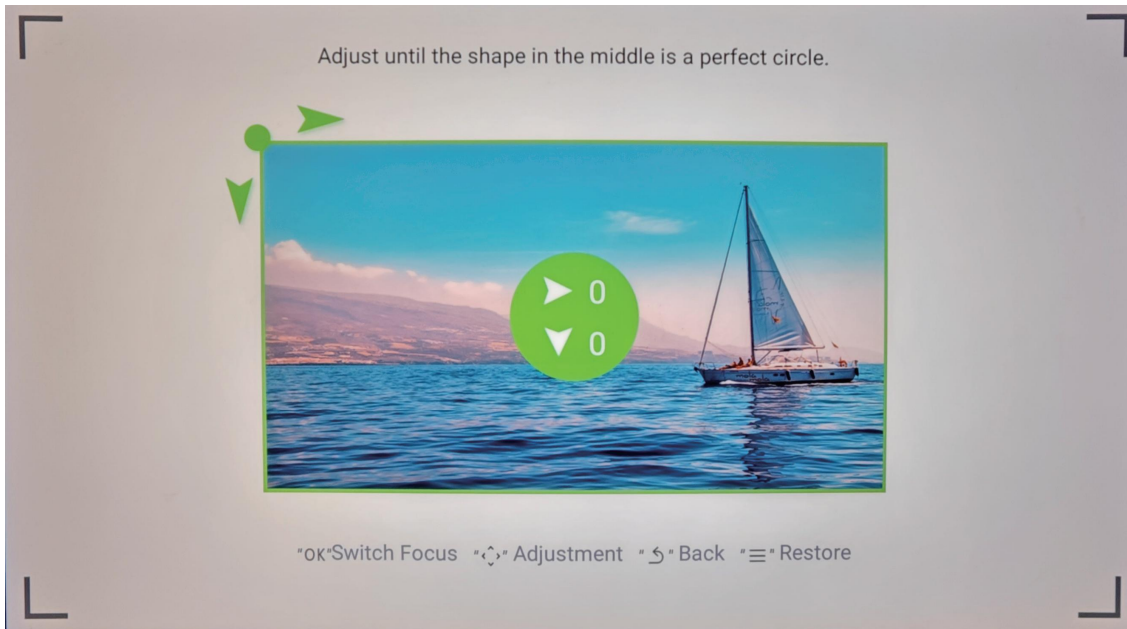 Adjust until the shape in the middle is a perfect circle.
0
0
"OK"Switch Focus " " Adjustment " " Back " " Restore